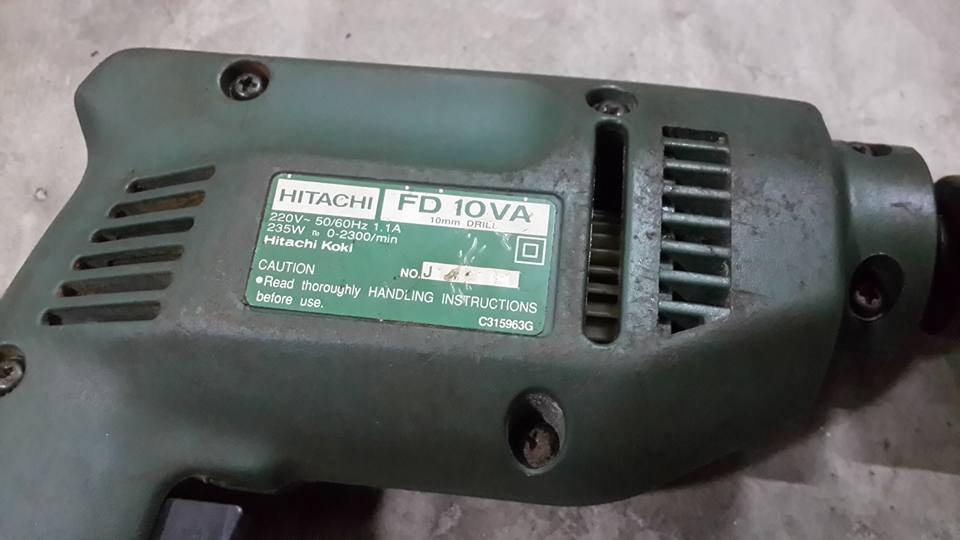 HITACHI FD 10VA
10mm DRILL
220V~ 50/60Hz 1.1A
235W n₀ 0-2300/min
Hitachi Koki
NO. J
CAUTION
●Read thoroughly HANDLING INSTRUCTIONS
before use.
C315963G